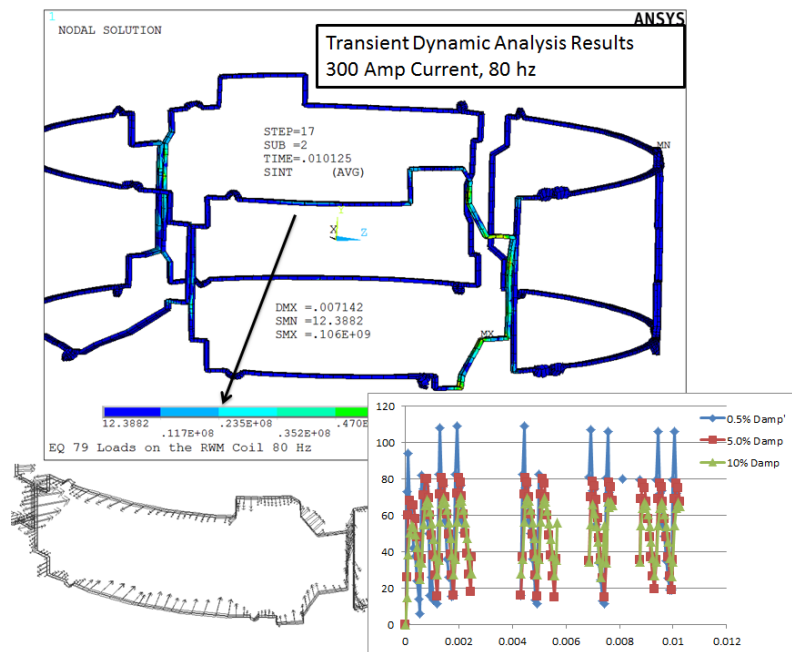 1
NODAL SOLUTION
ANSYS
Transient Dynamic Analysis Results
300 Amp Current, 80 hz
STEP=17
SUB =2
TIME=.010125
SINT (AVG)
MN
Y
X
Z
DMX =.007142
SMN =12.3882
SMX =.106E+09
MX
12.3882
.117E+08
.235E+08
.352E+08
.470E
EQ 79 Loads on the RWM Coil 80 Hz
120
100
80
60
40
20
0
0
0.002
0.004
0.006
0.008
0.01
0.012
0.5% Damp'
5.0% Damp
10% Damp